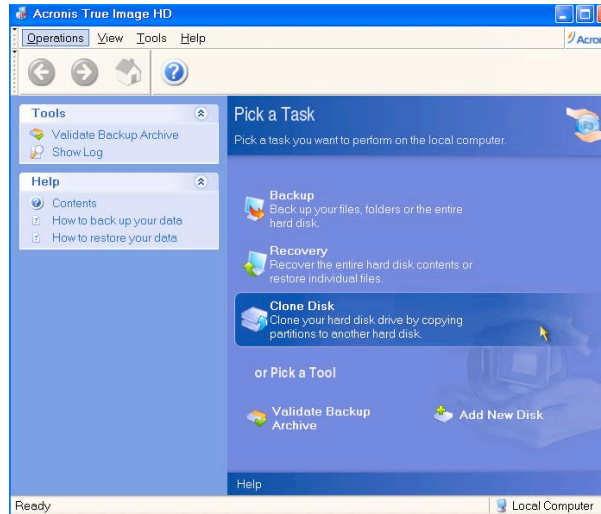 Acronis True Image HD
Operations View Tools Help
Acron
Tools
Validate Backup Archive
Show Log
Help
Contents
How to back up your data
How to restore your data
Pick a Task
Pick a task you want to perform on the local computer.
Backup
Back up your files, folders or the entire
hard disk.
Recovery
Recover the entire hard disk contents or
restore individual files.
Clone Disk
Clone your hard disk drive by copying
partitions to another hard disk.
or Pick a Tool
Validate Backup
Archive
Add New Disk
Help
Ready
Local Computer